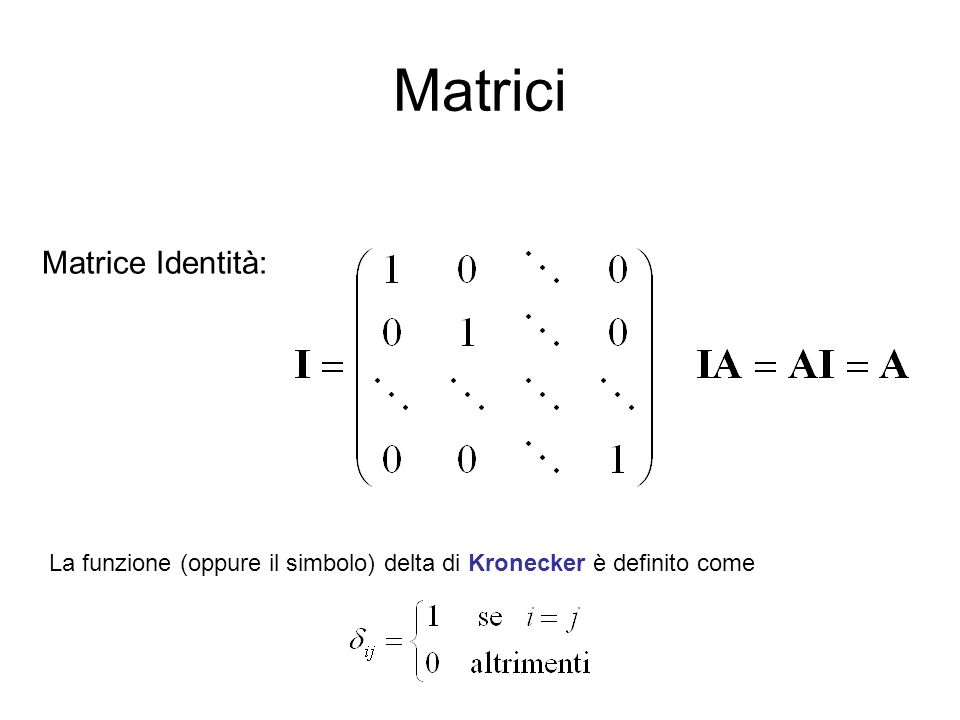 Matrici
Matrice Identità:
I = ( 1 0 ⋱ 0
0 1 ⋱ 0
⋱ ⋱ ⋱ ⋱
0 0 ⋱ 1 )
IA = AI = A
La funzione (oppure il simbolo) delta di Kronecker è definito come
δij = { 1 se i = j
0 altrimenti